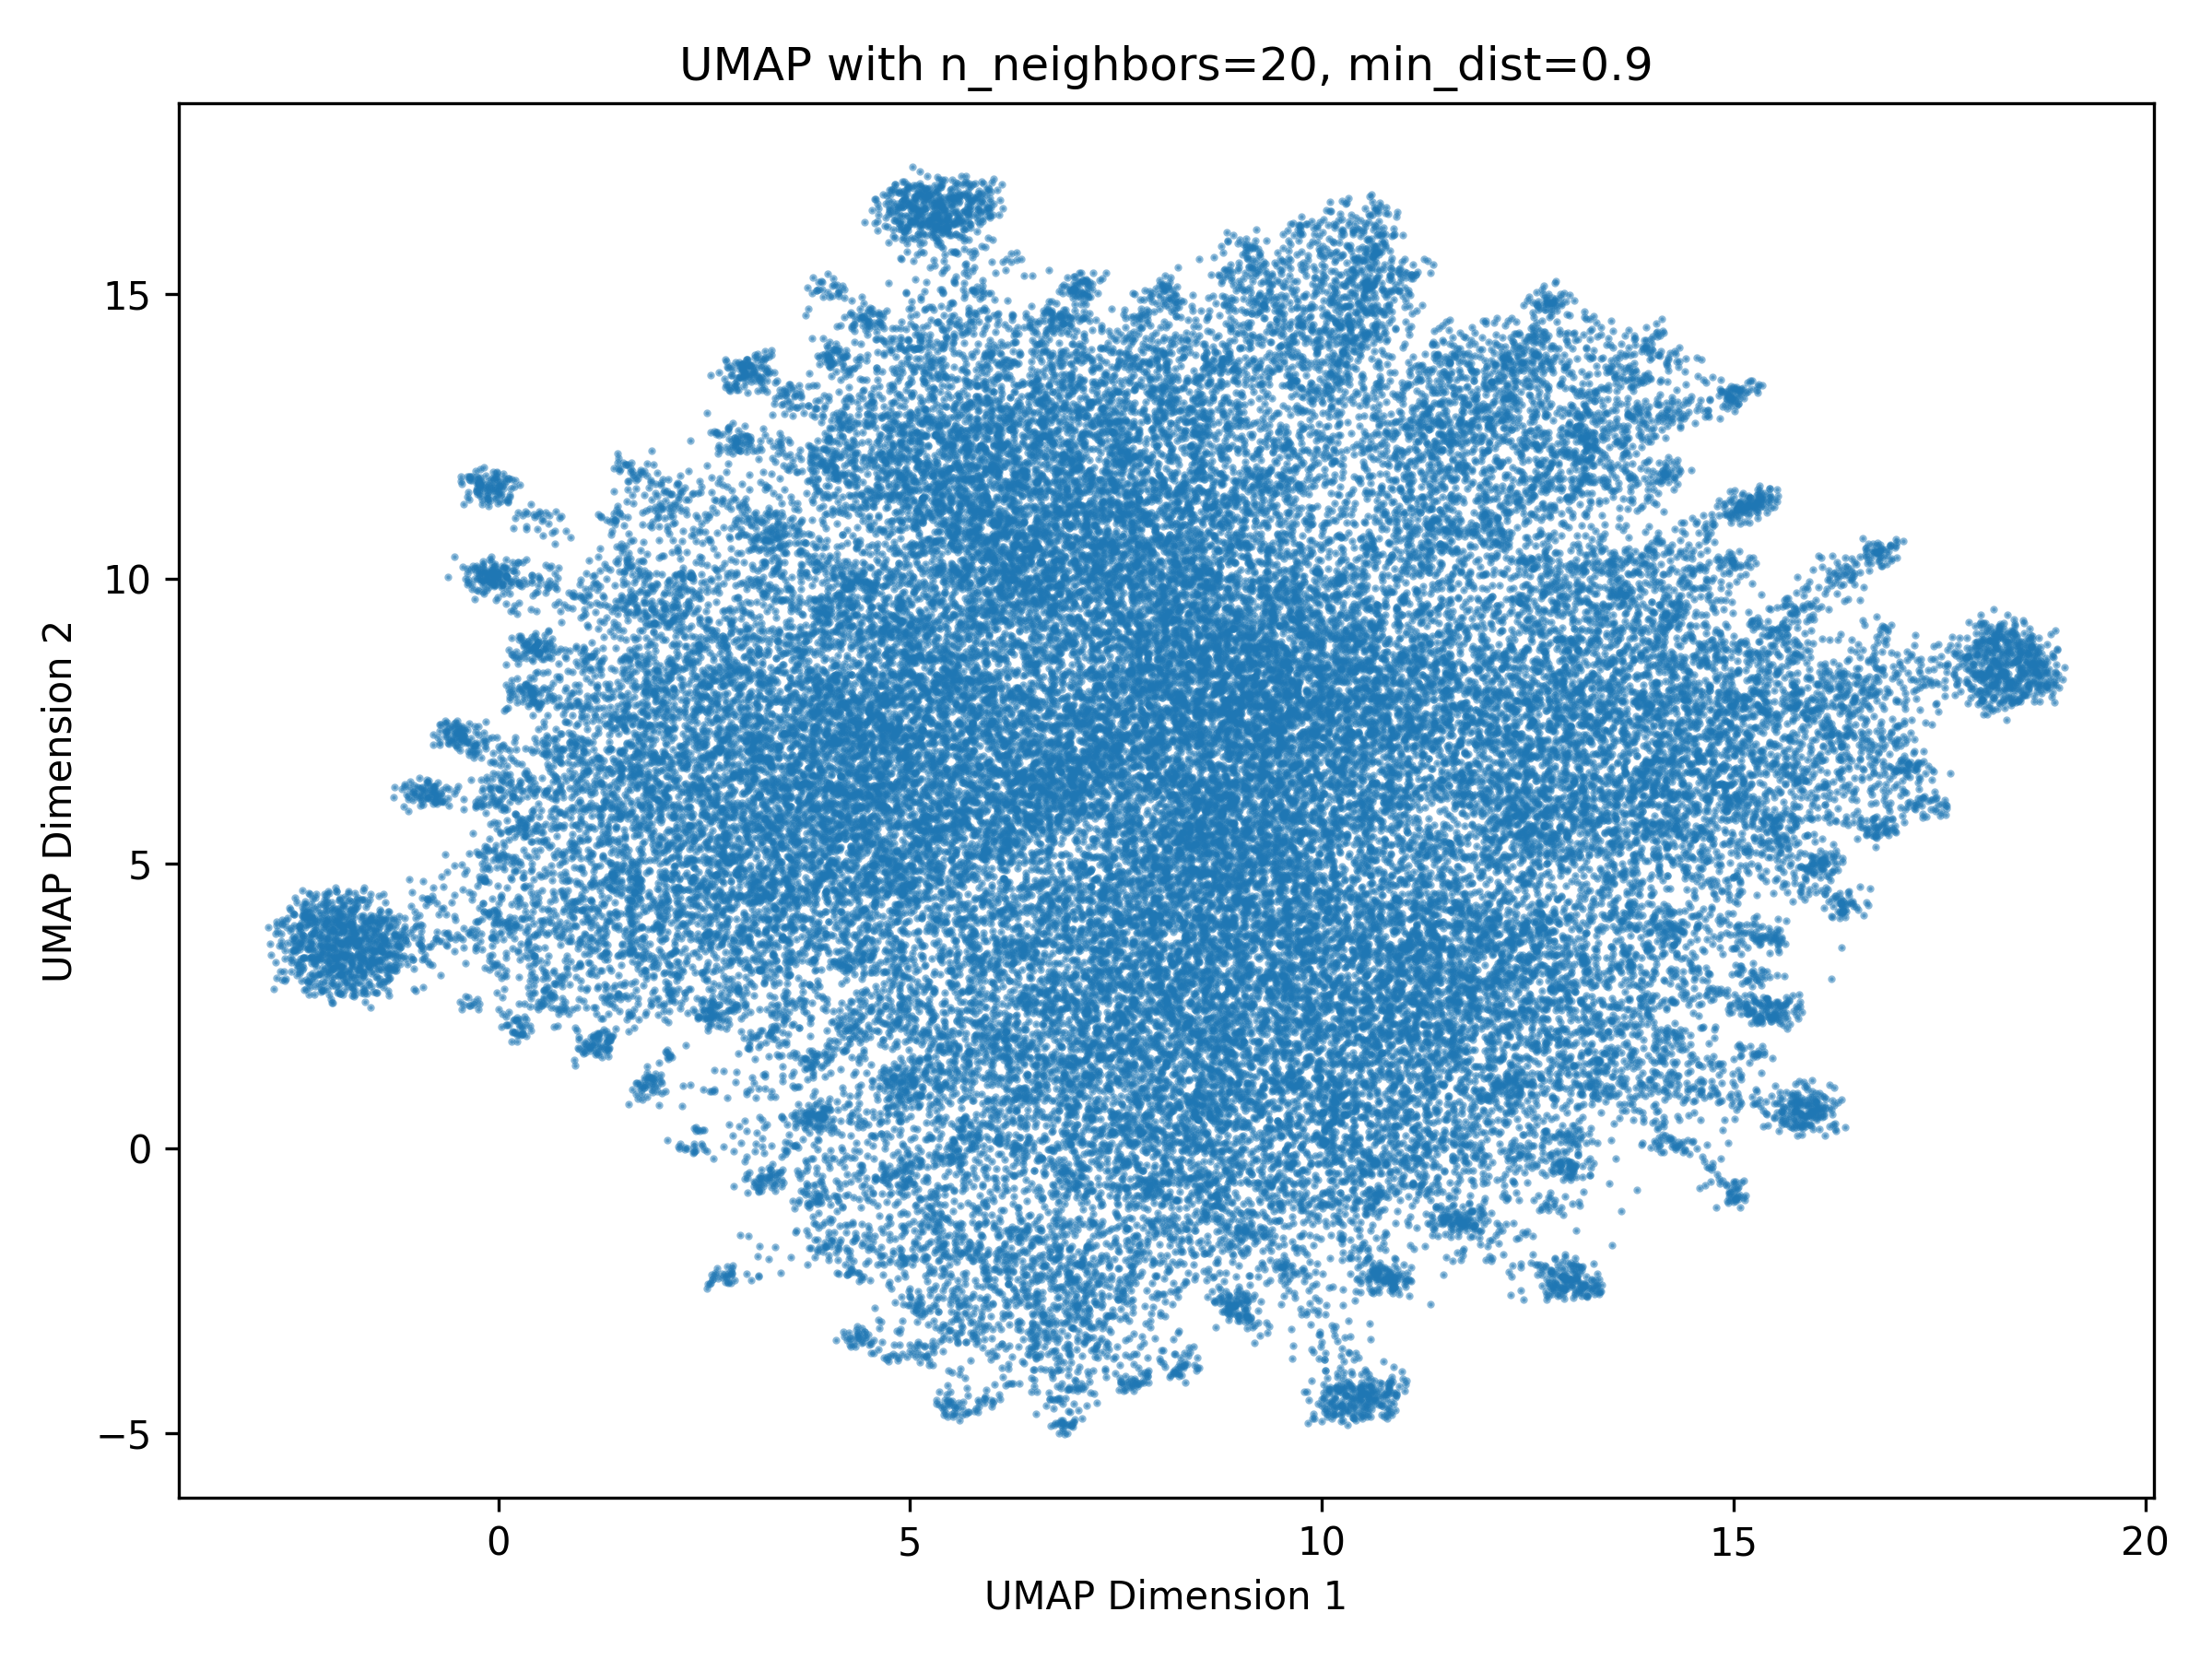 UMAP with n_neighbors=20, min_dist=0.9
15
10
5
0
−5
UMAP Dimension 2
0 5 10 15 20
UMAP Dimension 1